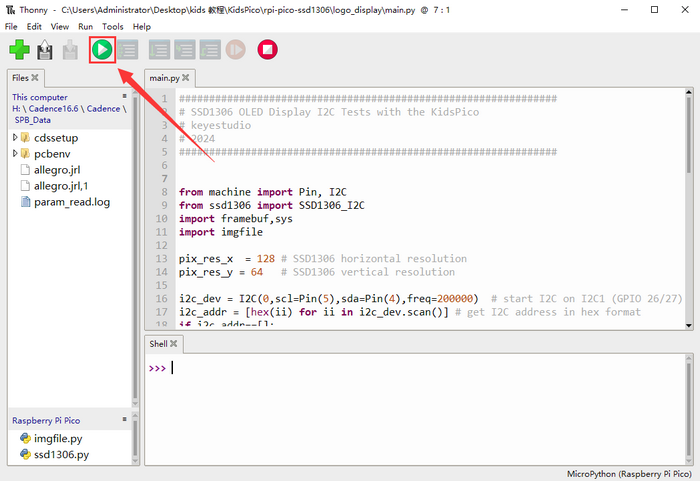 Thonny - C:\Users\Administrator\Desktop\kids 教程\KidsPico\rpi-pico-ssd1306\logo_display\main.py @ 7 : 1
File Edit View Run Tools Help
Files
This computer
H: \ Cadence16.6 \ Cadence \
SPB_Data
cdssetup
pcbenv
allegro.jrl
allegro.jrl,1
param_read.log
Raspberry Pi Pico
imgfile.py
ssd1306.py
main.py
1 ###############################################################
2 # SSD1306 OLED Display I2C Tests with the KidsPico
3 # keyestudio
4 # 2024
5 ###############################################################
6
7
8 from machine import Pin, I2C
9 from ssd1306 import SSD1306_I2C
10 import framebuf,sys
11 import imgfile
12
13 pix_res_x  = 128 # SSD1306 horizontal resolution
14 pix_res_y = 64   # SSD1306 vertical resolution
15
16 i2c_dev = I2C(0,scl=Pin(5),sda=Pin(4),freq=200000)  # start I2C on I2C1 (GPIO 26/27)
17 i2c_addr = [hex(ii) for ii in i2c_dev.scan()] # get I2C address in hex format
18 if i2c_addr==[]:
Shell
>>>
MicroPython (Raspberry Pi Pico)